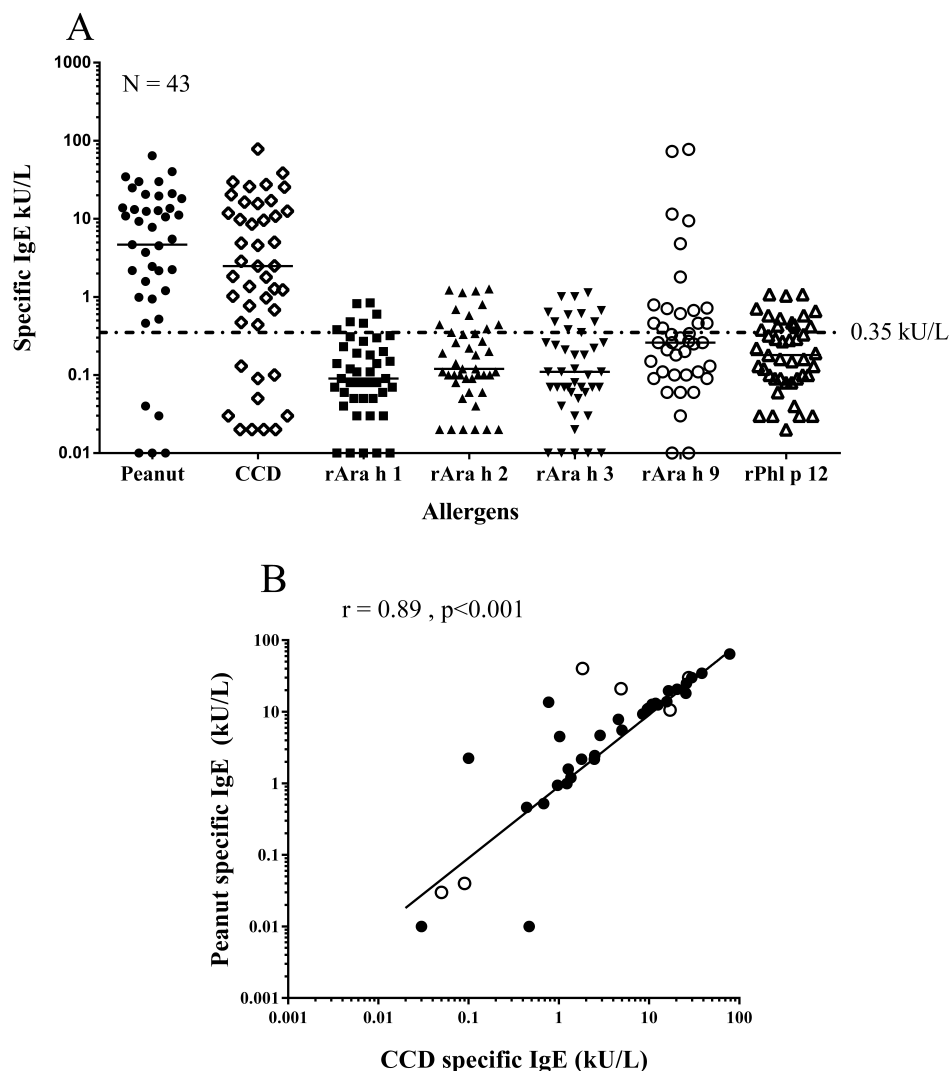 A
N = 43
Specific IgE kU/L
1000
100
10
1
0.1
0.01
0.35 kU/L
Peanut CCD rAra h 1 rAra h 2 rAra h 3 rAra h 9 rPhl p 12
Allergens
B
r = 0.89 , p<0.001
Peanut specific IgE (kU/L)
100
10
1
0.1
0.01
0.001
0.001 0.01 0.1 1 10 100
CCD specific IgE (kU/L)